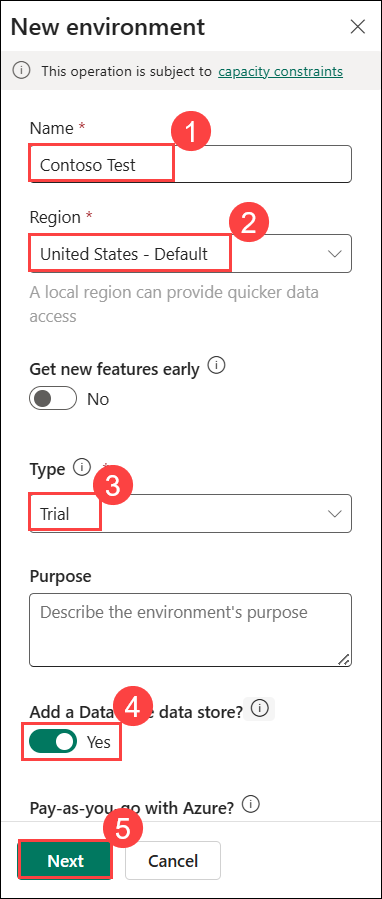 New environment
This operation is subject to capacity constraints
Name *
1
Contoso Test
Region *
2
United States - Default
A local region can provide quicker data
access
Get new features early
No
Type
3
Trial
Purpose
Describe the environment's purpose
4
Add a data store?
Yes
Pay-as-you-go with Azure?
5
Next
Cancel